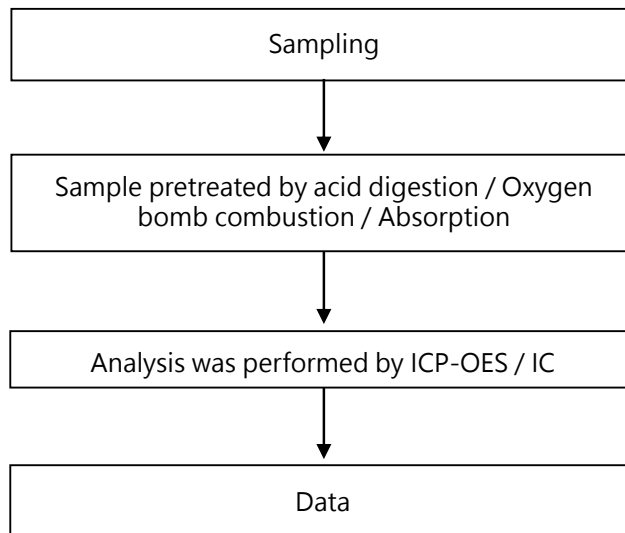 Sampling
Sample pretreated by acid digestion / Oxygen
bomb combustion / Absorption
Analysis was performed by ICP-OES / IC
Data